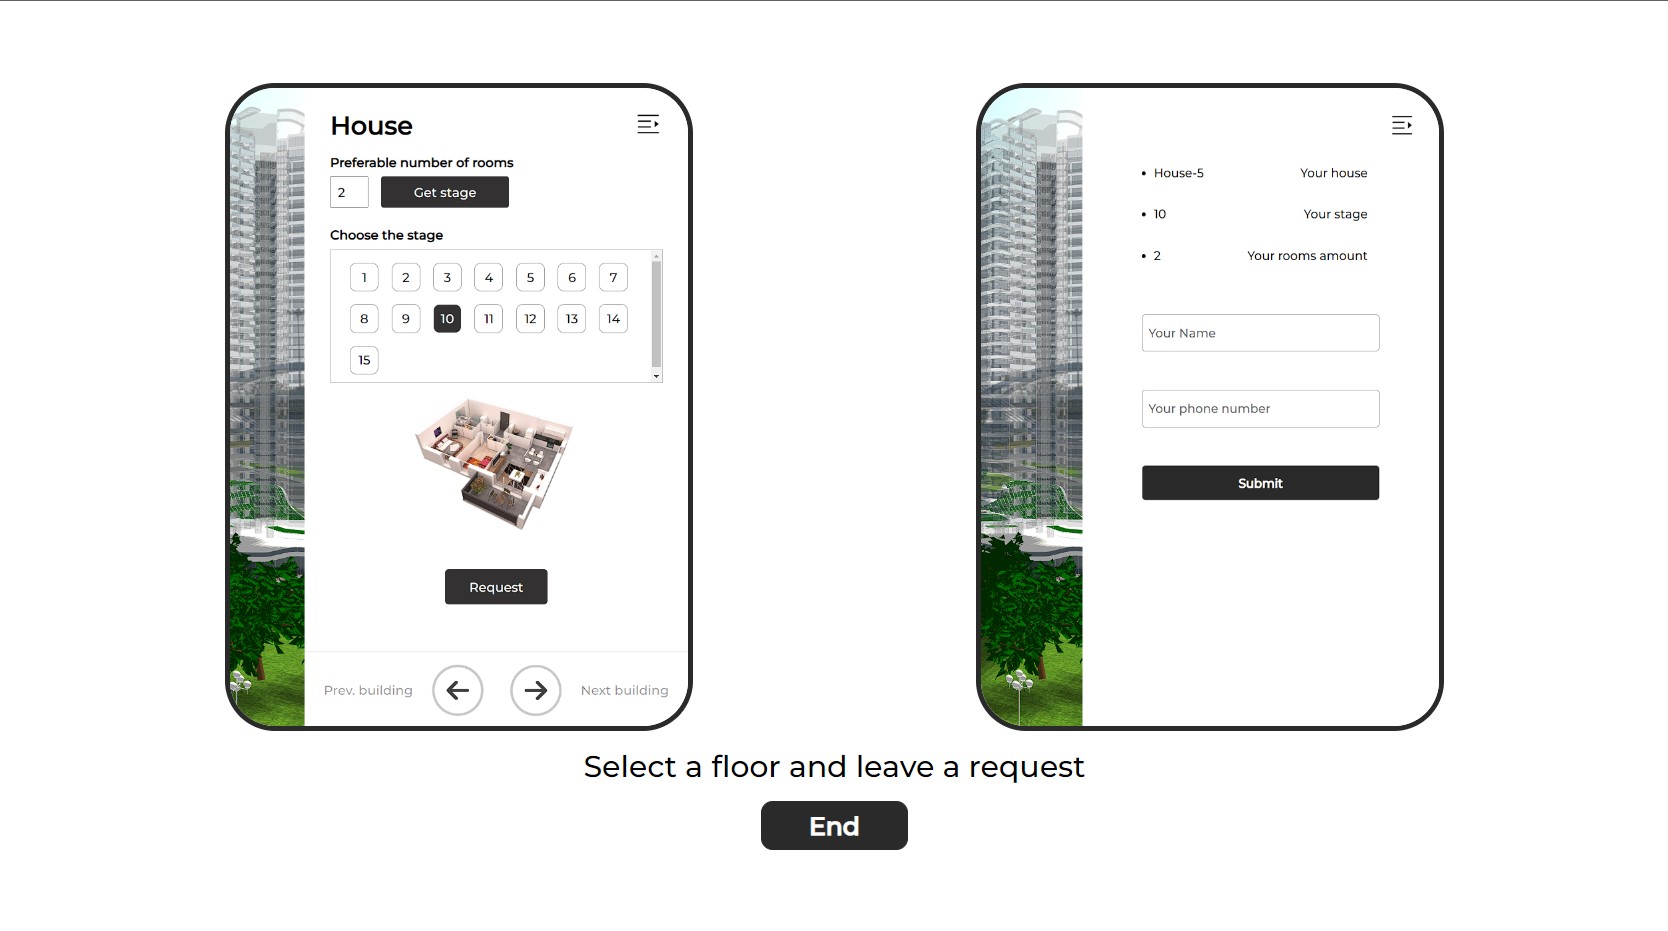 House
Preferable number of rooms
2 Get stage
Choose the stage
1 2 3 4 5 6 7
8 9 10 11 12 13 14
15
Request
Prev. building Next building
House-5 Your house
10 Your stage
2 Your rooms amount
Your Name
Your phone number
Submit
Select a floor and leave a request
End